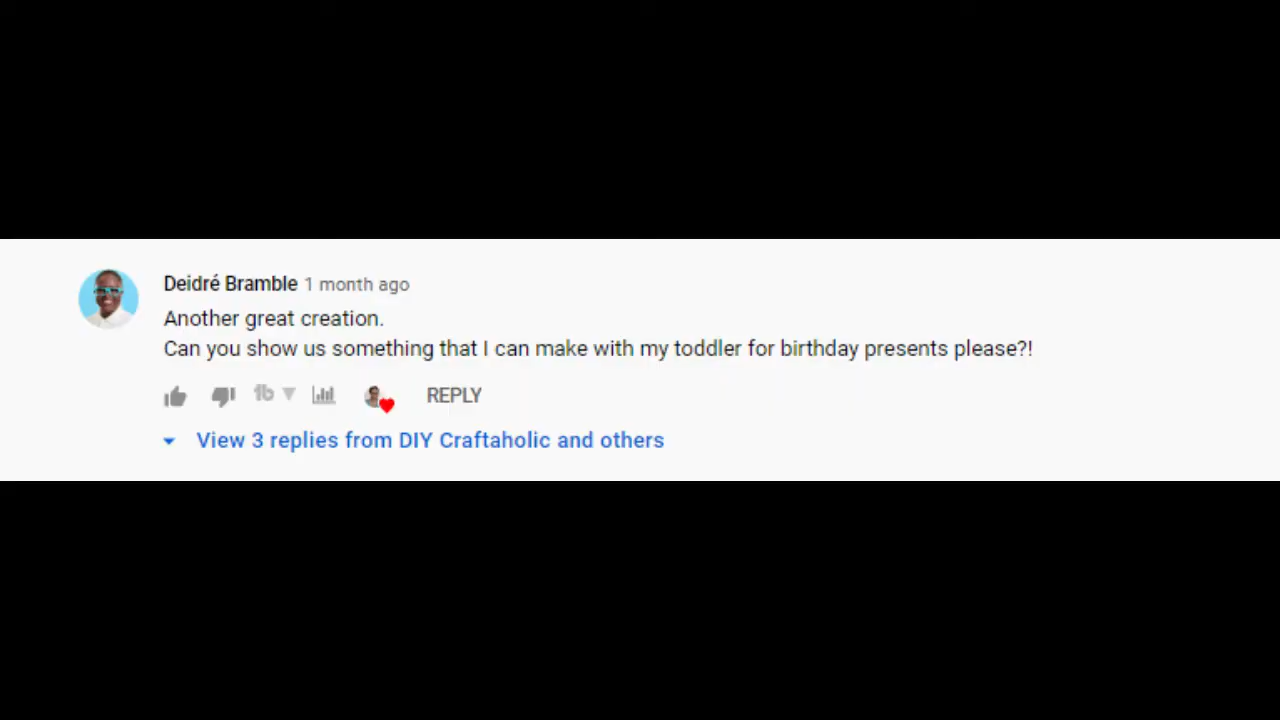 Deidré Bramble 1 month ago
Another great creation.
Can you show us something that I can make with my toddler for birthday presents please?!
REPLY
View 3 replies from DIY Craftaholic and others